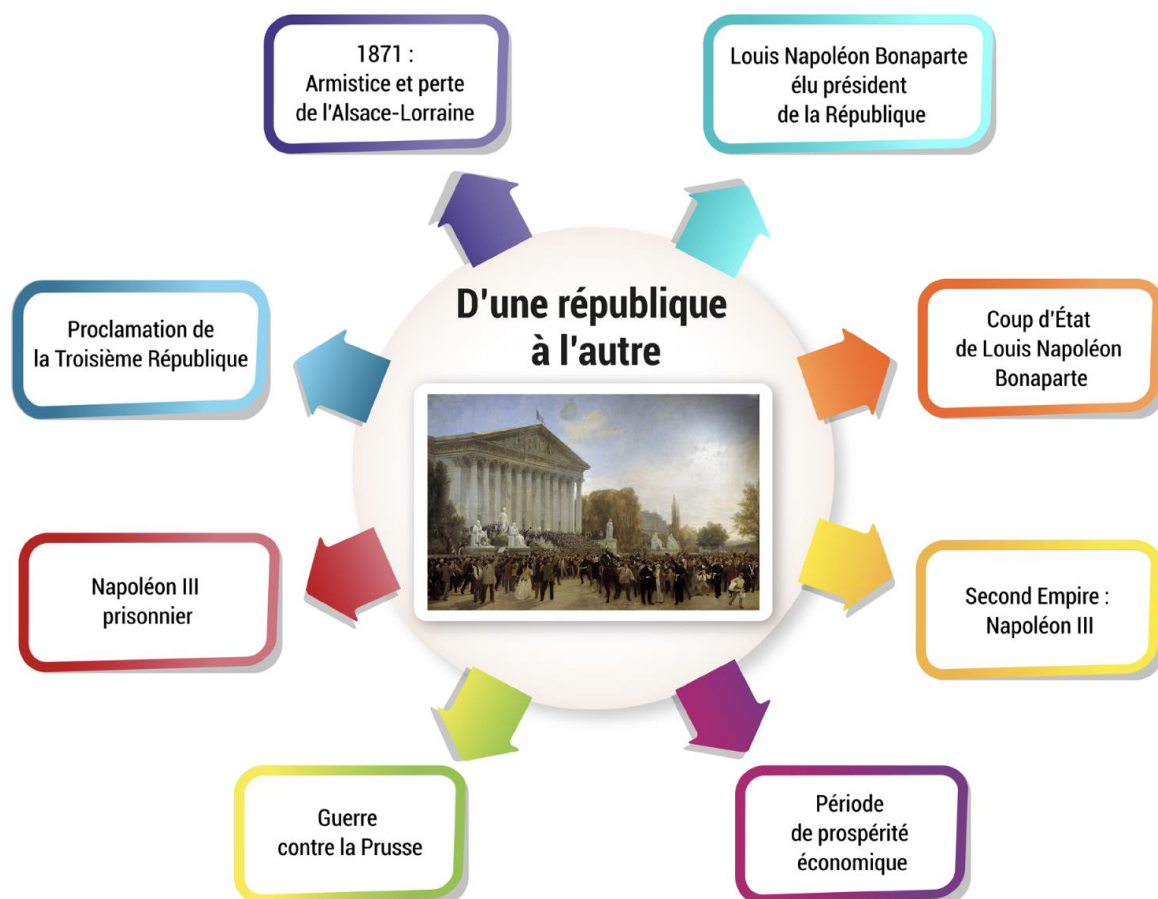 D'une république
à l'autre
Louis Napoléon Bonaparte
élu président
de la République
Coup d'État
de Louis Napoléon
Bonaparte
Second Empire :
Napoléon III
Période
de prospérité
économique
Guerre
contre la Prusse
Napoléon III
prisonnier
Proclamation de
la Troisième République
1871 :
Armistice et perte
de l'Alsace-Lorraine